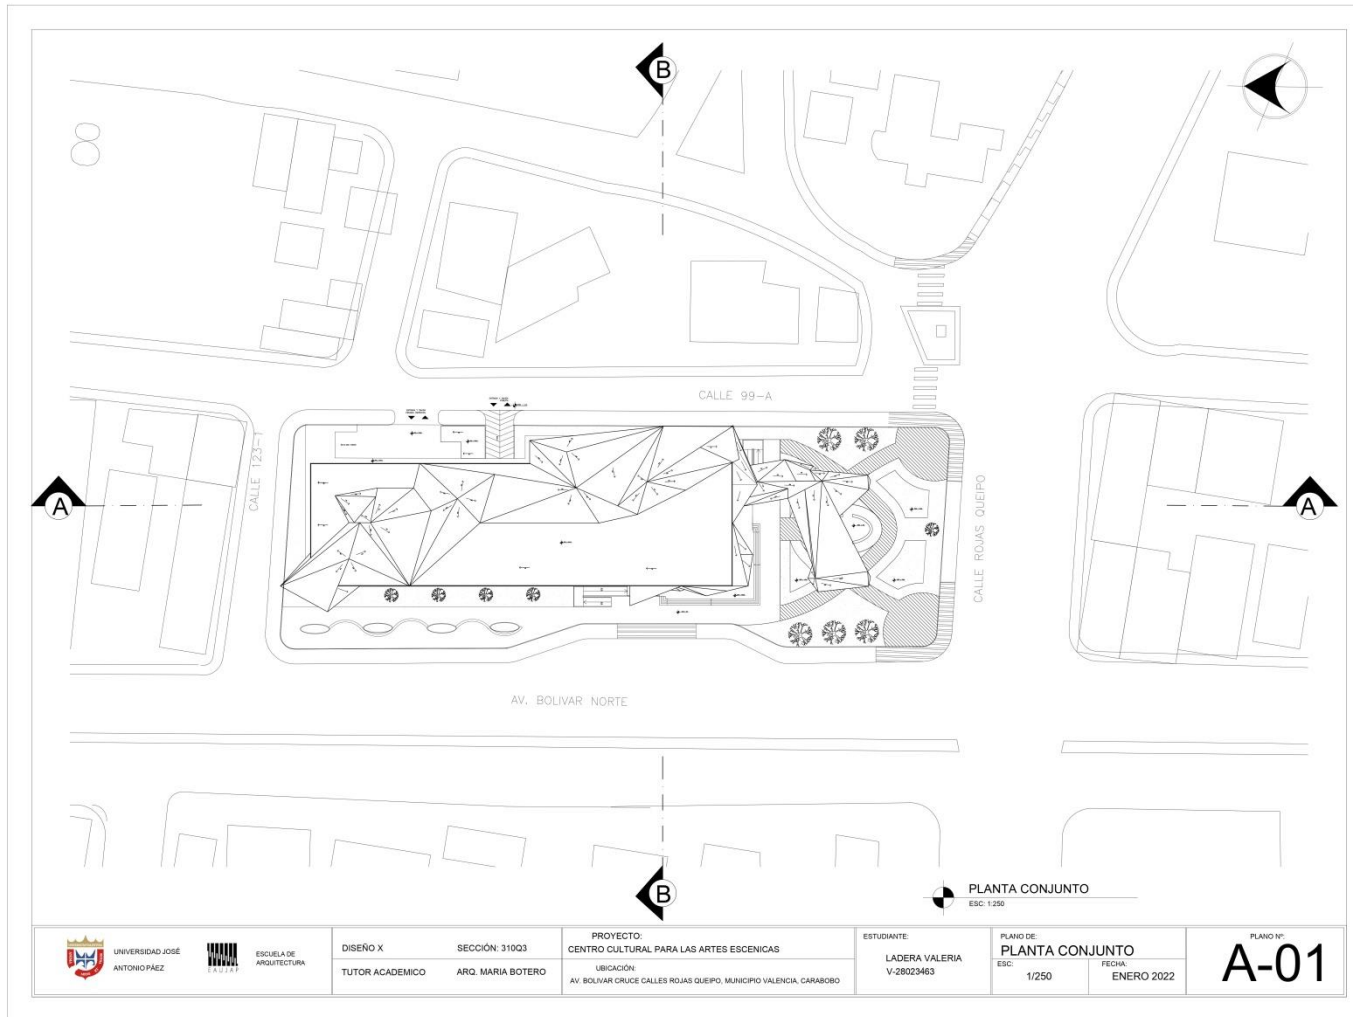 B
CALLE 99-A
CALLE 123-1
A
A
CALLE ROJAS QUEIPO
AV. BOLIVAR NORTE
B
PLANTA CONJUNTO
ESC: 1:250
UNIVERSIDAD JOSÉ
ANTONIO PÁEZ
EAUJAP
ESCUELA DE
ARQUITECTURA
DISEÑO X
SECCIÓN: 310Q3
TUTOR ACADEMICO
ARQ. MARIA BOTERO
PROYECTO:
CENTRO CULTURAL PARA LAS ARTES ESCENICAS
UBICACIÓN:
AV. BOLIVAR CRUCE CALLES ROJAS QUEIPO, MUNICIPIO VALENCIA, CARABOBO
ESTUDIANTE:
LADERA VALERIA
V-28023463
PLANO DE:
PLANTA CONJUNTO
ESC:
1/250
FECHA:
ENERO 2022
PLANO Nº:
A-01